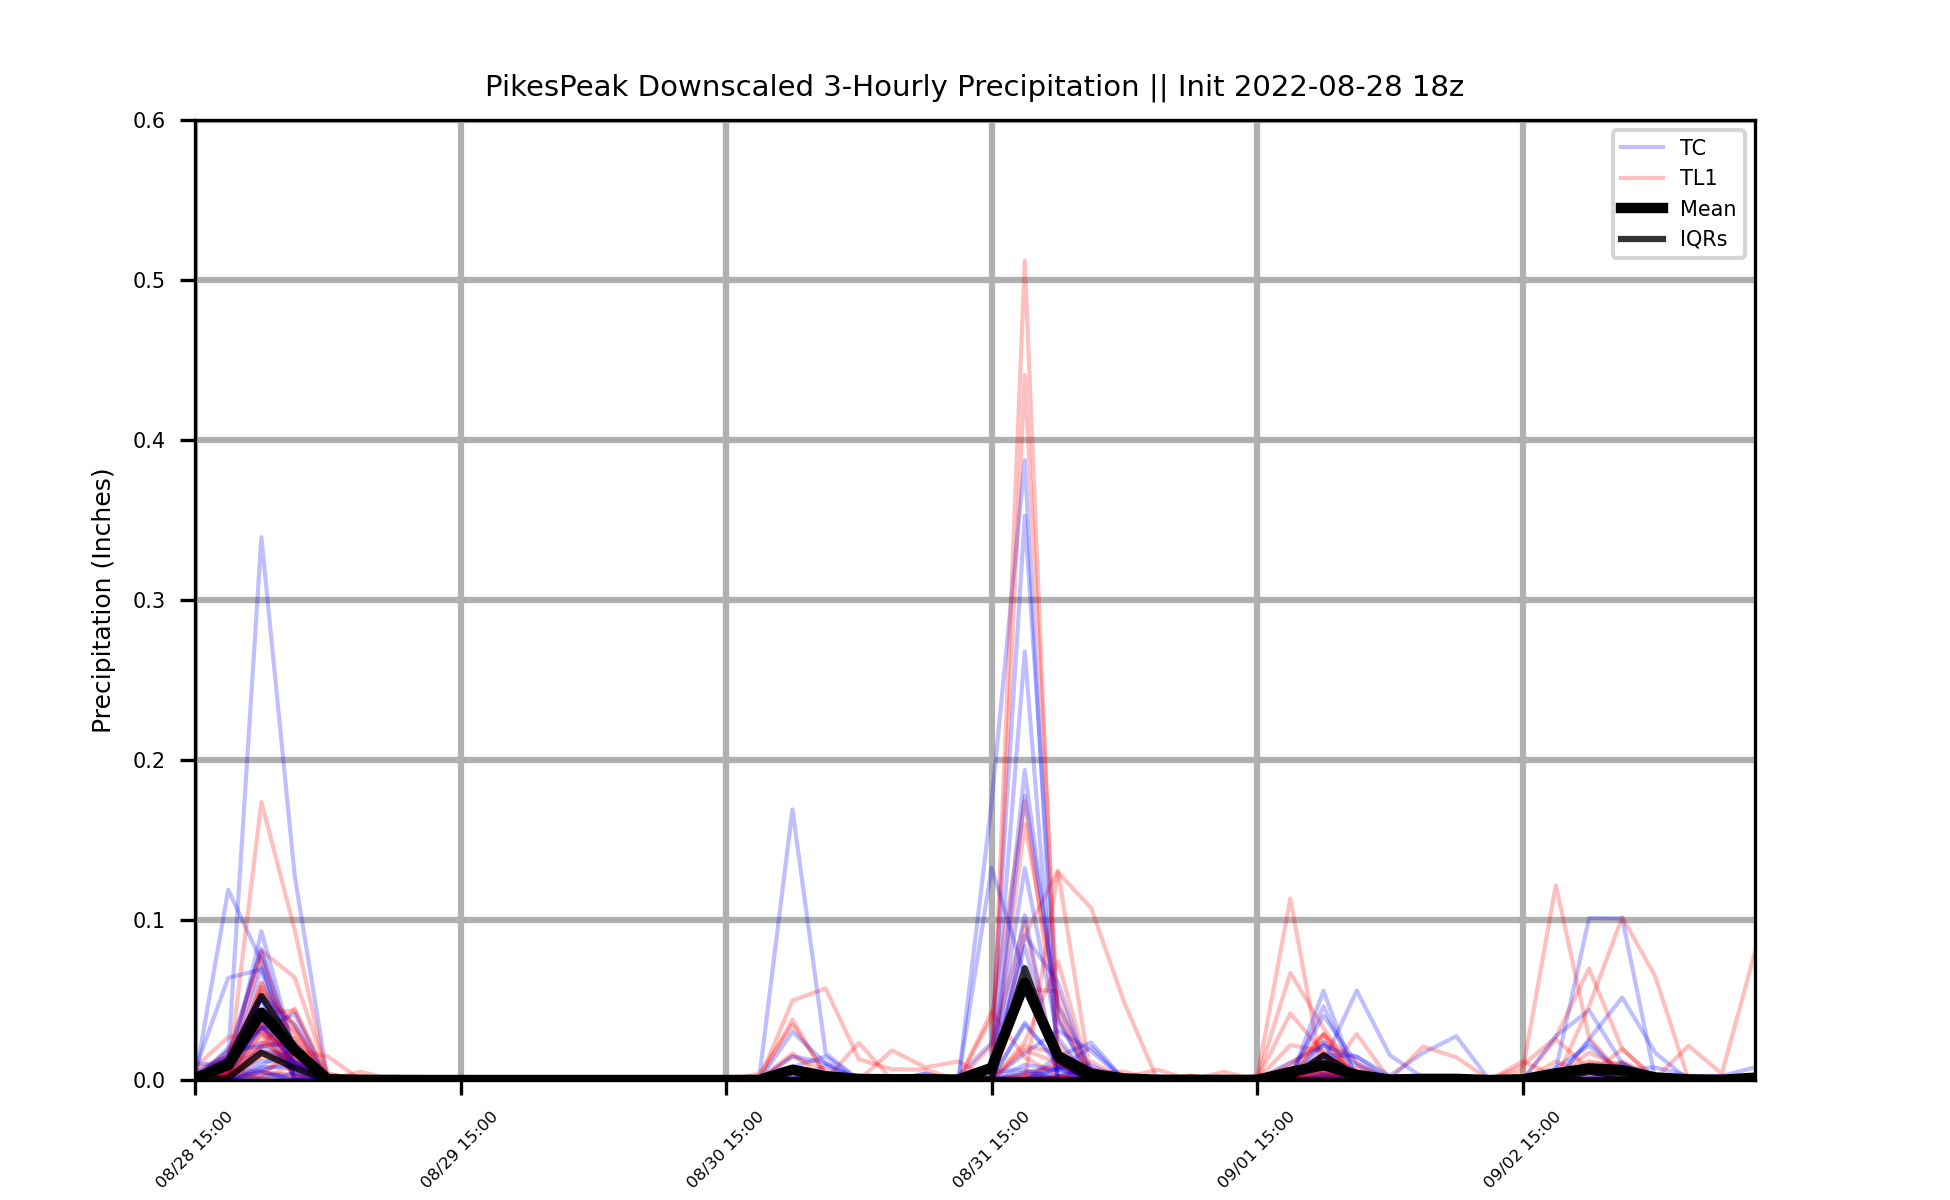 PikesPeak Downscaled 3-Hourly Precipitation || Init 2022-08-28 18z
Precipitation (Inches)
0.6
0.5
0.4
0.3
0.2
0.1
0.0
TC
TL1
Mean
IQRs
08/28 15:00
08/29 15:00
08/30 15:00
08/31 15:00
09/01 15:00
09/02 15:00